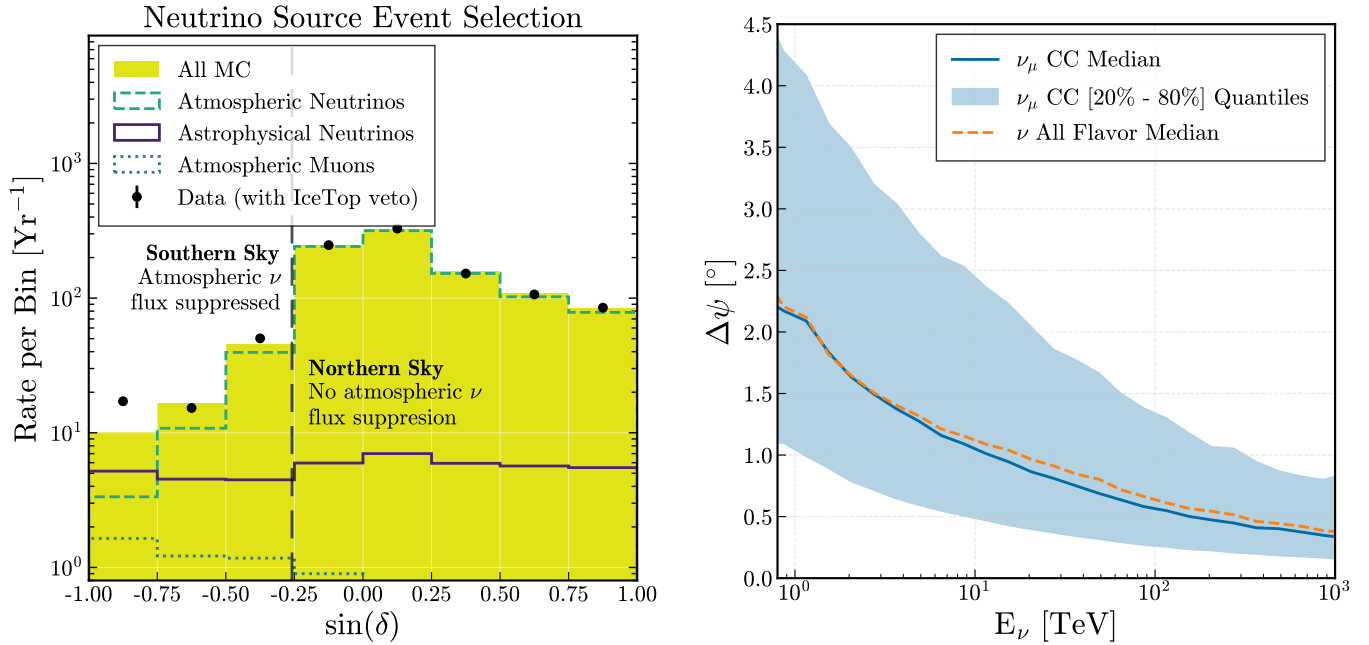 Neutrino Source Event Selection
All MC
Atmospheric Neutrinos
Astrophysical Neutrinos
Atmospheric Muons
Data (with IceTop veto)
Southern Sky
Atmospheric ν
flux suppressed
Northern Sky
No atmospheric ν
flux suppresion
Rate per Bin [Yr⁻¹]
10³
10²
10¹
10⁰
-1.00 -0.75 -0.50 -0.25 0.00 0.25 0.50 0.75 1.00
sin(δ)
ν_μ CC Median
ν_μ CC [20% - 80%] Quantiles
ν All Flavor Median
Δψ [°]
4.5
4.0
3.5
3.0
2.5
2.0
1.5
1.0
0.5
0.0
10⁰ 10¹ 10² 10³
E_ν [TeV]